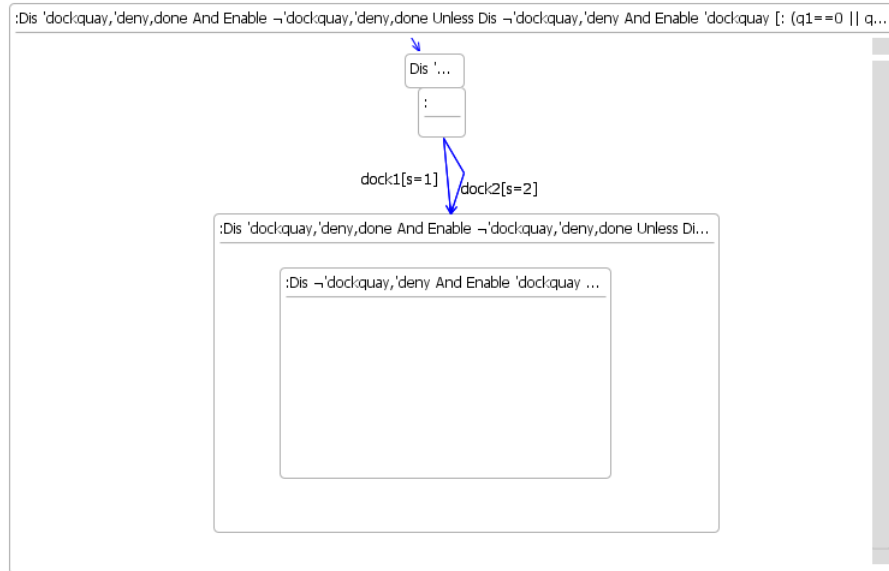 :Dis 'dockquay,'deny,done And Enable ¬'dockquay,'deny,done Unless Dis ¬'dockquay,'deny And Enable 'dockquay [: (q1==0 || q...
Dis '...
:
dock1[s=1]
dock2[s=2]
:Dis 'dockquay,'deny,done And Enable ¬'dockquay,'deny,done Unless Di...
:Dis ¬'dockquay,'deny And Enable 'dockquay ...